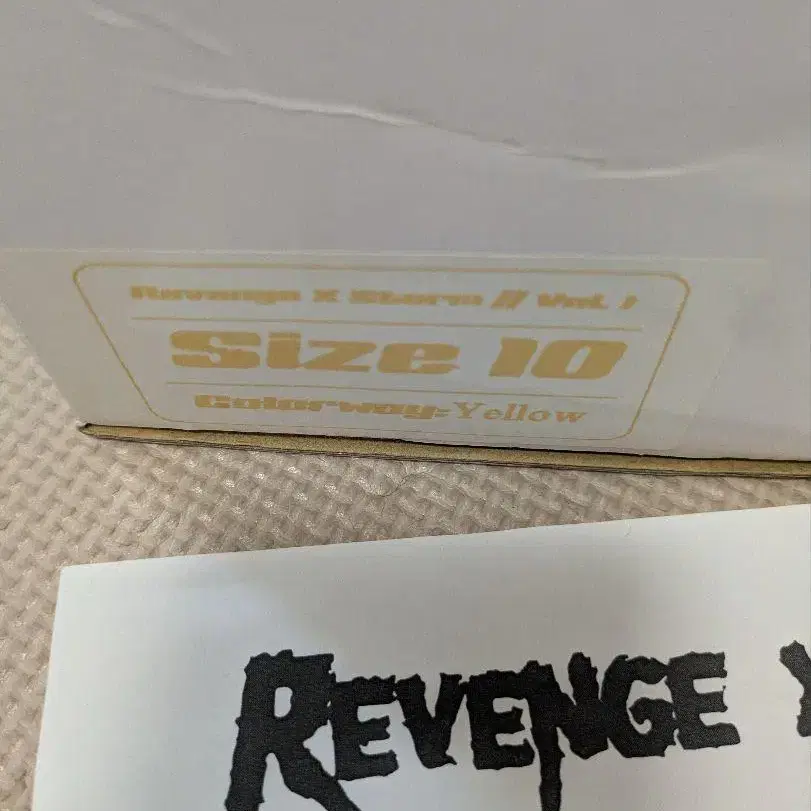 Revenge X Storm // Vol. 1
Size 10
Colorway:Yellow
REVENGE